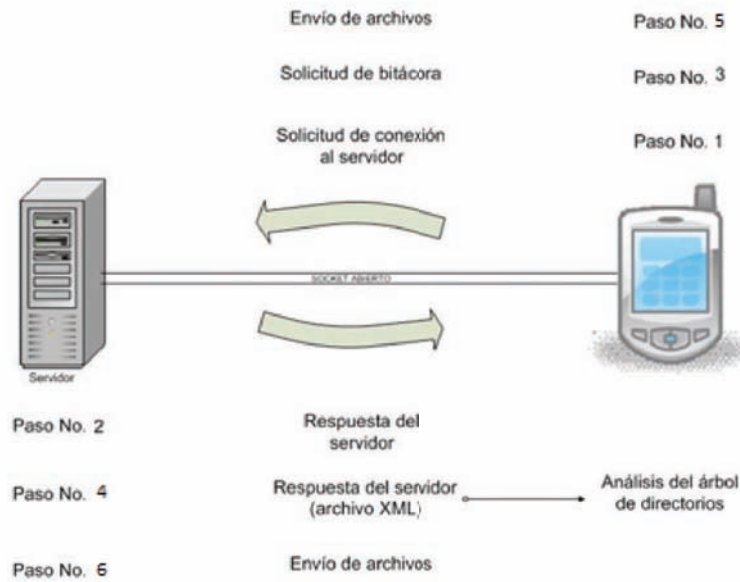 Envío de archivos
Paso No. 5
Solicitud de bitácora
Paso No. 3
Solicitud de conexión
al servidor
Paso No. 1
SOCKET ABIERTO
Servidor
Paso No. 2
Respuesta del
servidor
Paso No. 4
Respuesta del servidor
(archivo XML)
Análisis del árbol
de directorios
Paso No. 6
Envío de archivos